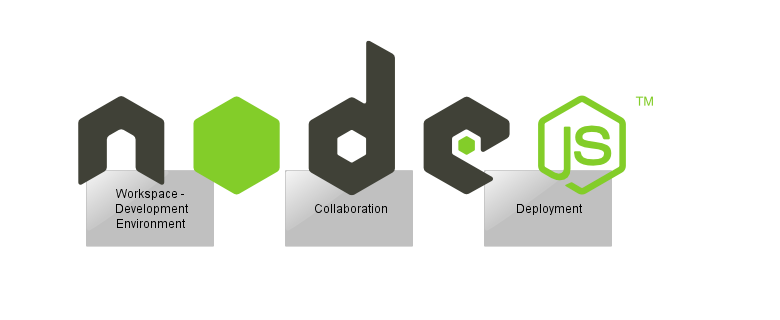 node
JS
TM
Workspace -
Development
Environment
Collaboration
Deployment